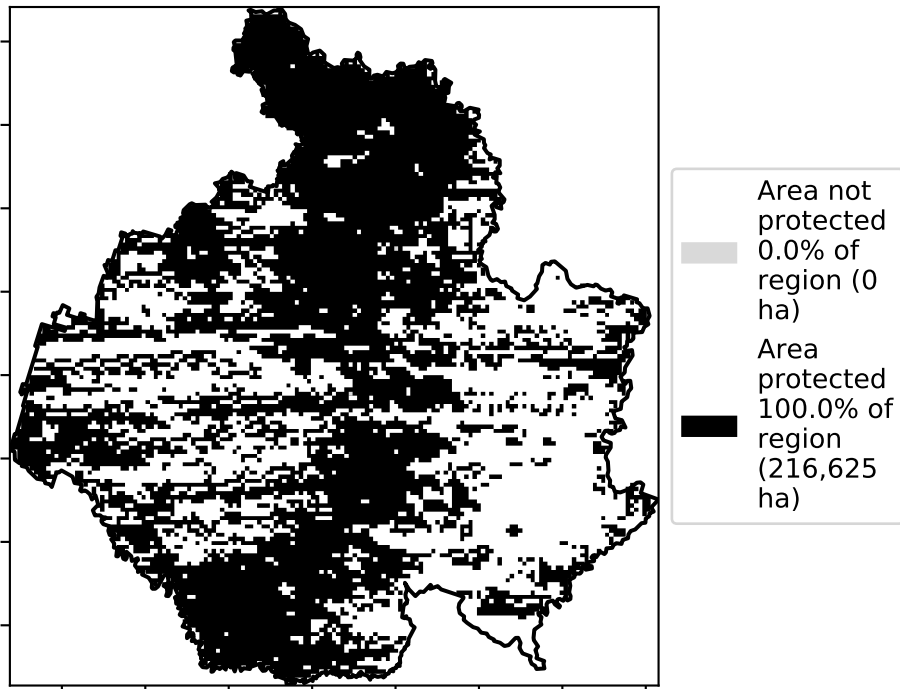 Area not
protected
0.0% of
region (0
ha)
Area
protected
100.0% of
region
(216,625
ha)